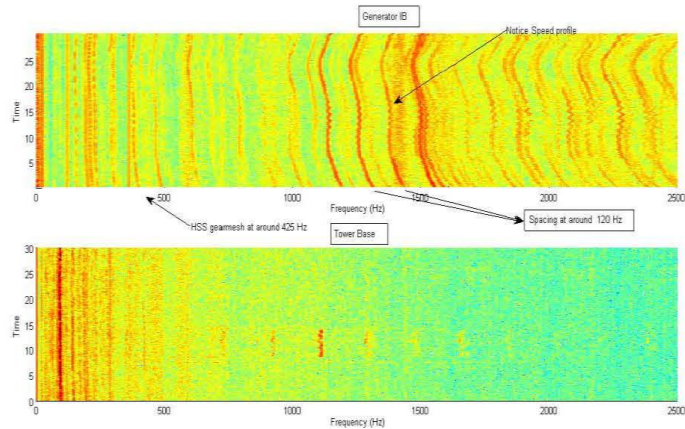 Generator IB
Notice Speed profile
25
20
15
10
5
Time
0 500 1000 1500 2000 2500
Frequency (Hz)
HSS gearmesh at around 425 Hz
Spacing at around 120 Hz
Tower Base
30
25
20
15
10
5
0
Time
0 500 1000 1500 2000 2500
Frequency (Hz)